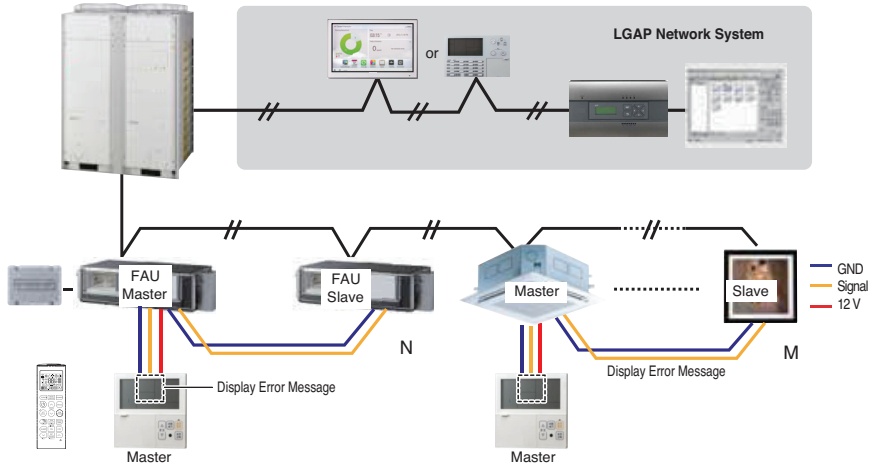 LGAP Network System
or
FAU
Master
FAU
Slave
Master
Slave
GND
Signal
12 V
N
M
Display Error Message
Display Error Message
Master
Master